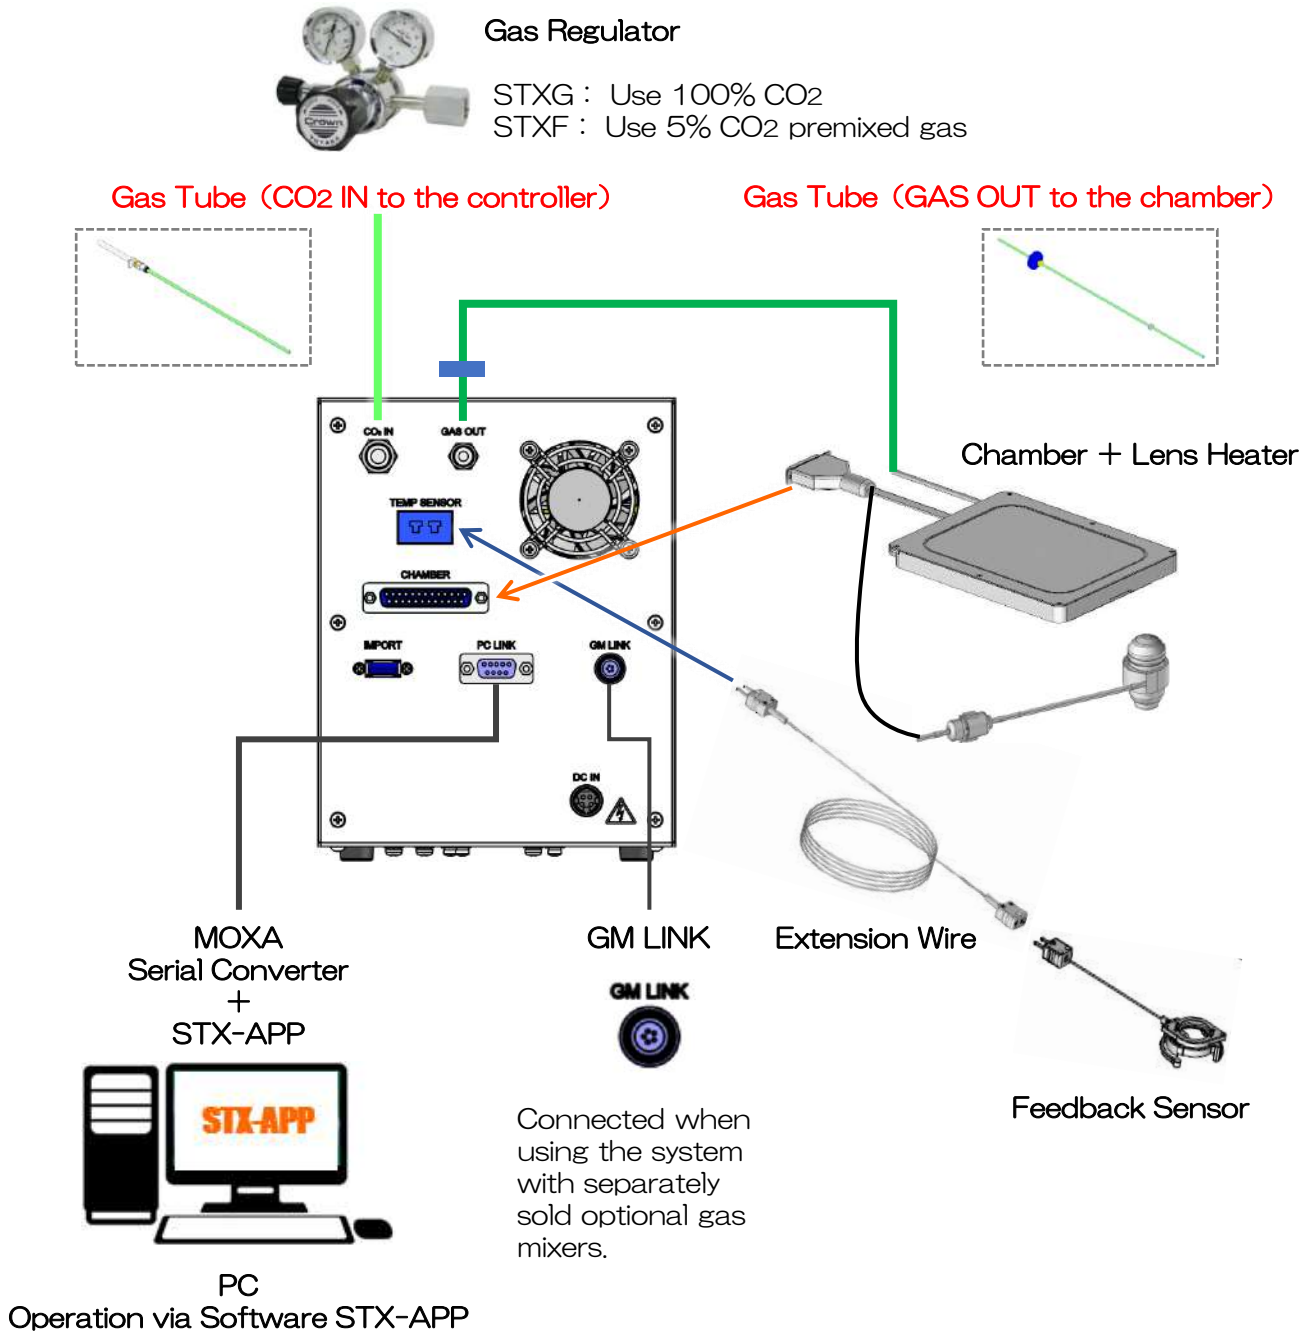 Gas Regulator
STXG： Use 100% CO2
STXF： Use 5% CO2 premixed gas
Gas Tube（CO2 IN to the controller）
Gas Tube（GAS OUT to the chamber）
Crown
CO₂ IN
GAS OUT
TEMP SENSOR
CHAMBER
IMPORT
PC LINK
GM LINK
DC IN
Chamber ＋ Lens Heater
MOXA
Serial Converter
＋
STX-APP
STX-APP
PC
Operation via Software STX-APP
GM LINK
GM LINK
Connected when
using the system
with separately
sold optional gas
mixers.
Extension Wire
Feedback Sensor